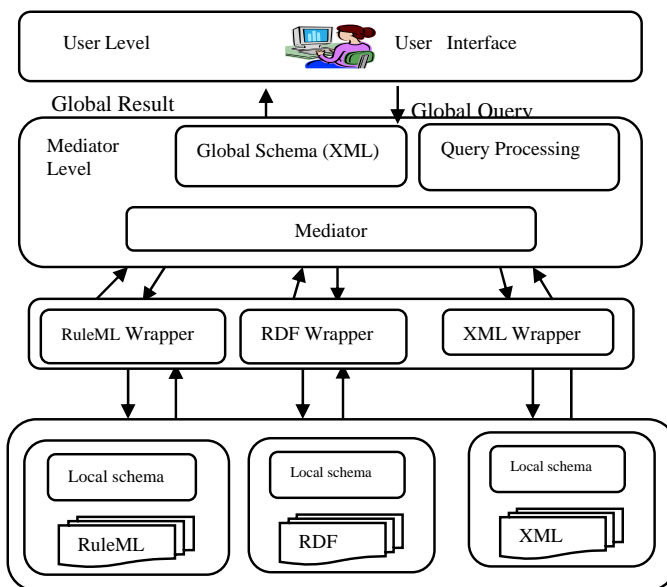 User Level
User Interface
Global Result
Global Query
Mediator
Level
Global Schema (XML)
Query Processing
Mediator
RuleML Wrapper
RDF Wrapper
XML Wrapper
Local schema
Local schema
Local schema
RuleML
RDF
XML